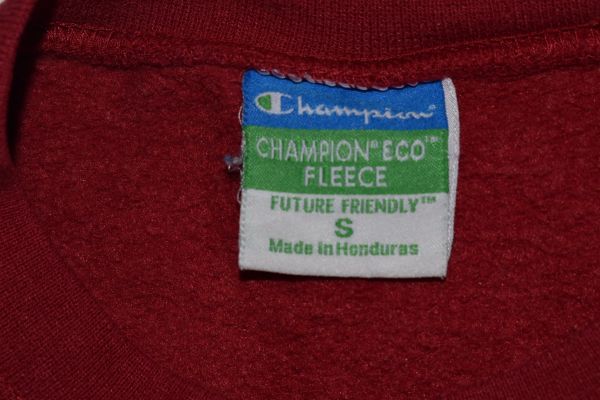 Champion
CHAMPION® ECO™
FLEECE
FUTURE FRIENDLY™
S
Made in Honduras